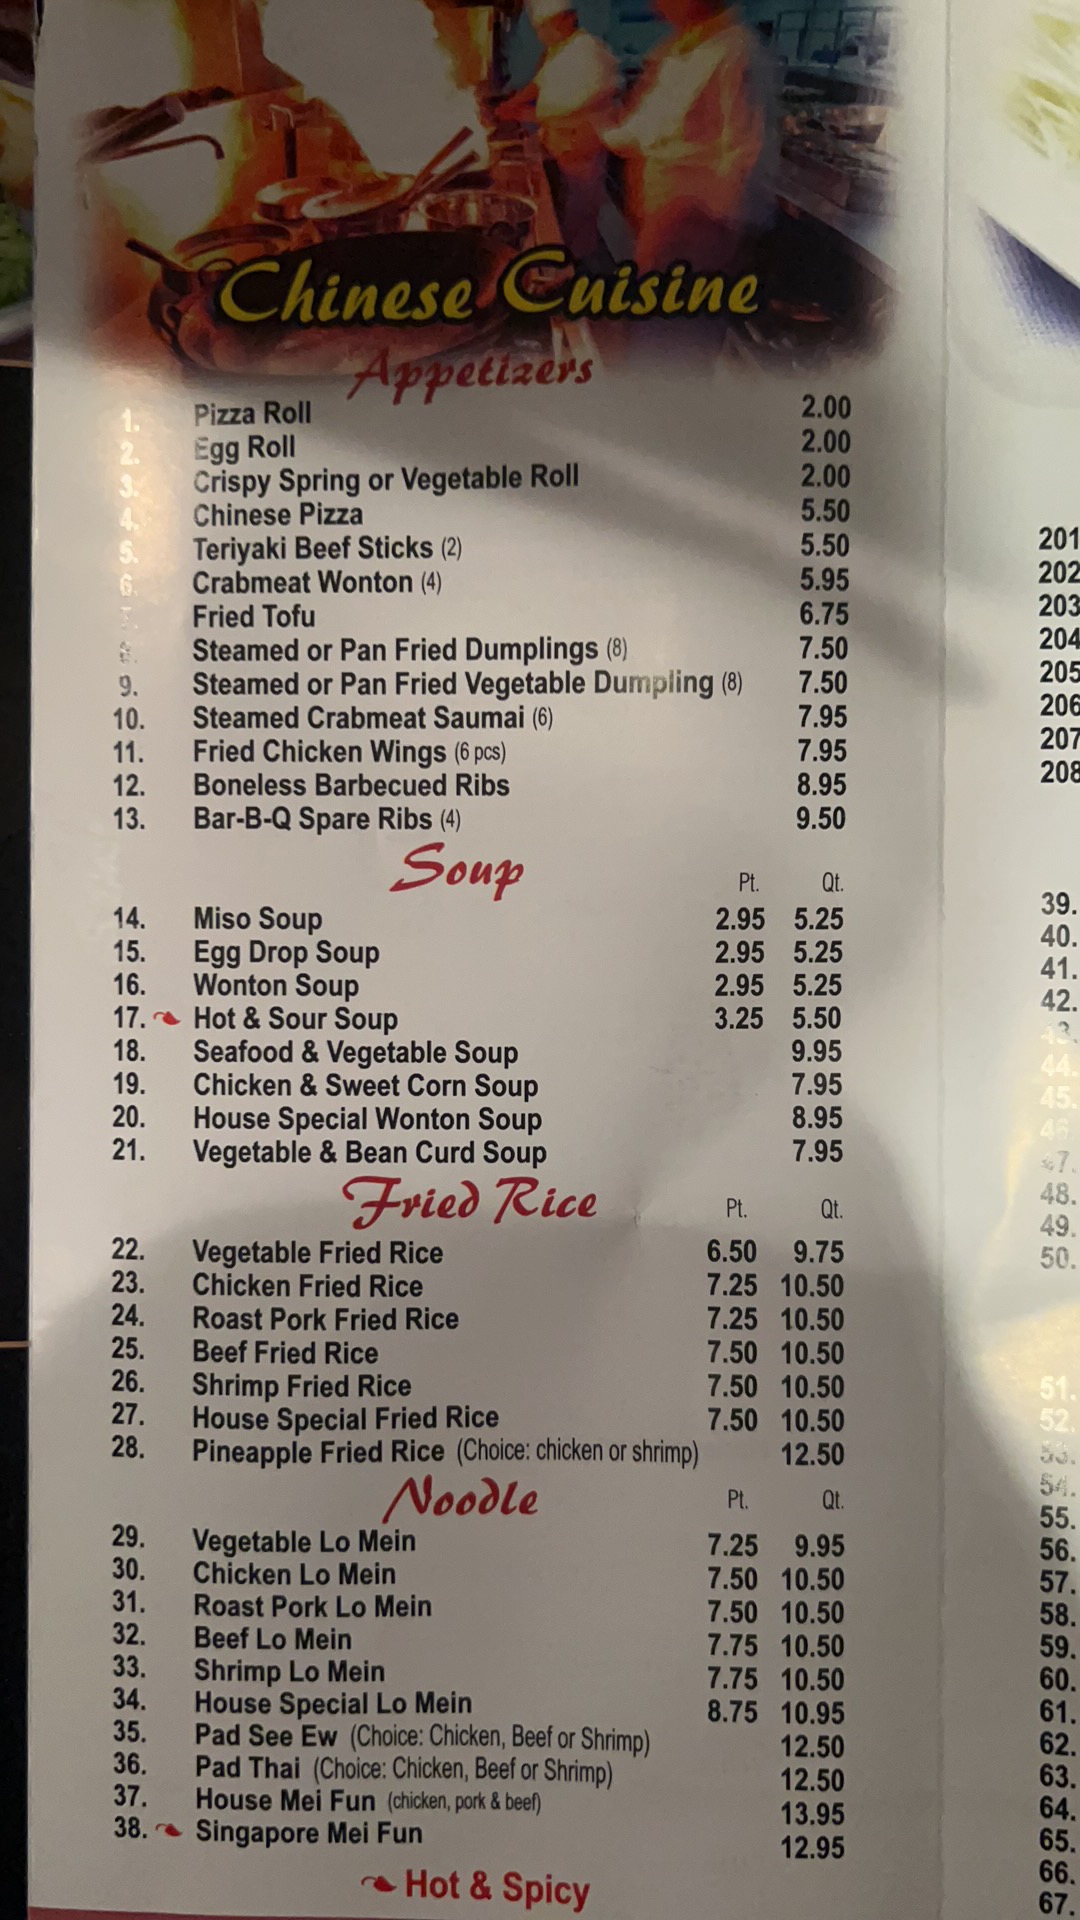 Chinese Cuisine
Appetizers
1. Pizza Roll 2.00
2. Egg Roll 2.00
3. Crispy Spring or Vegetable Roll 2.00
4. Chinese Pizza 5.50
5. Teriyaki Beef Sticks (2) 5.50
6. Crabmeat Wonton (4) 5.95
7. Fried Tofu 6.75
8. Steamed or Pan Fried Dumplings (8) 7.50
9. Steamed or Pan Fried Vegetable Dumpling (8) 7.50
10. Steamed Crabmeat Saumai (6) 7.95
11. Fried Chicken Wings (6 pcs) 7.95
12. Boneless Barbecued Ribs 8.95
13. Bar-B-Q Spare Ribs (4) 9.50
Soup Pt. Qt.
14. Miso Soup 2.95 5.25
15. Egg Drop Soup 2.95 5.25
16. Wonton Soup 2.95 5.25
17. Hot & Sour Soup 3.25 5.50
18. Seafood & Vegetable Soup 9.95
19. Chicken & Sweet Corn Soup 7.95
20. House Special Wonton Soup 8.95
21. Vegetable & Bean Curd Soup 7.95
Fried Rice Pt. Qt.
22. Vegetable Fried Rice 6.50 9.75
23. Chicken Fried Rice 7.25 10.50
24. Roast Pork Fried Rice 7.25 10.50
25. Beef Fried Rice 7.50 10.50
26. Shrimp Fried Rice 7.50 10.50
27. House Special Fried Rice 7.50 10.50
28. Pineapple Fried Rice (Choice: chicken or shrimp) 12.50
Noodle Pt. Qt.
29. Vegetable Lo Mein 7.25 9.95
30. Chicken Lo Mein 7.50 10.50
31. Roast Pork Lo Mein 7.50 10.50
32. Beef Lo Mein 7.75 10.50
33. Shrimp Lo Mein 7.75 10.50
34. House Special Lo Mein 8.75 10.95
35. Pad See Ew (Choice: Chicken, Beef or Shrimp) 12.50
36. Pad Thai (Choice: Chicken, Beef or Shrimp) 12.50
37. House Mei Fun (chicken, pork & beef) 13.95
38. Singapore Mei Fun 12.95
Hot & Spicy
201
202
203
204
205
206
207
208
39.
40.
41.
42.
43.
44.
45.
46
47.
48.
49.
50.
51.
52.
53.
54.
55.
56.
57.
58.
59.
60.
61.
62.
63.
64.
65.
66.
67.